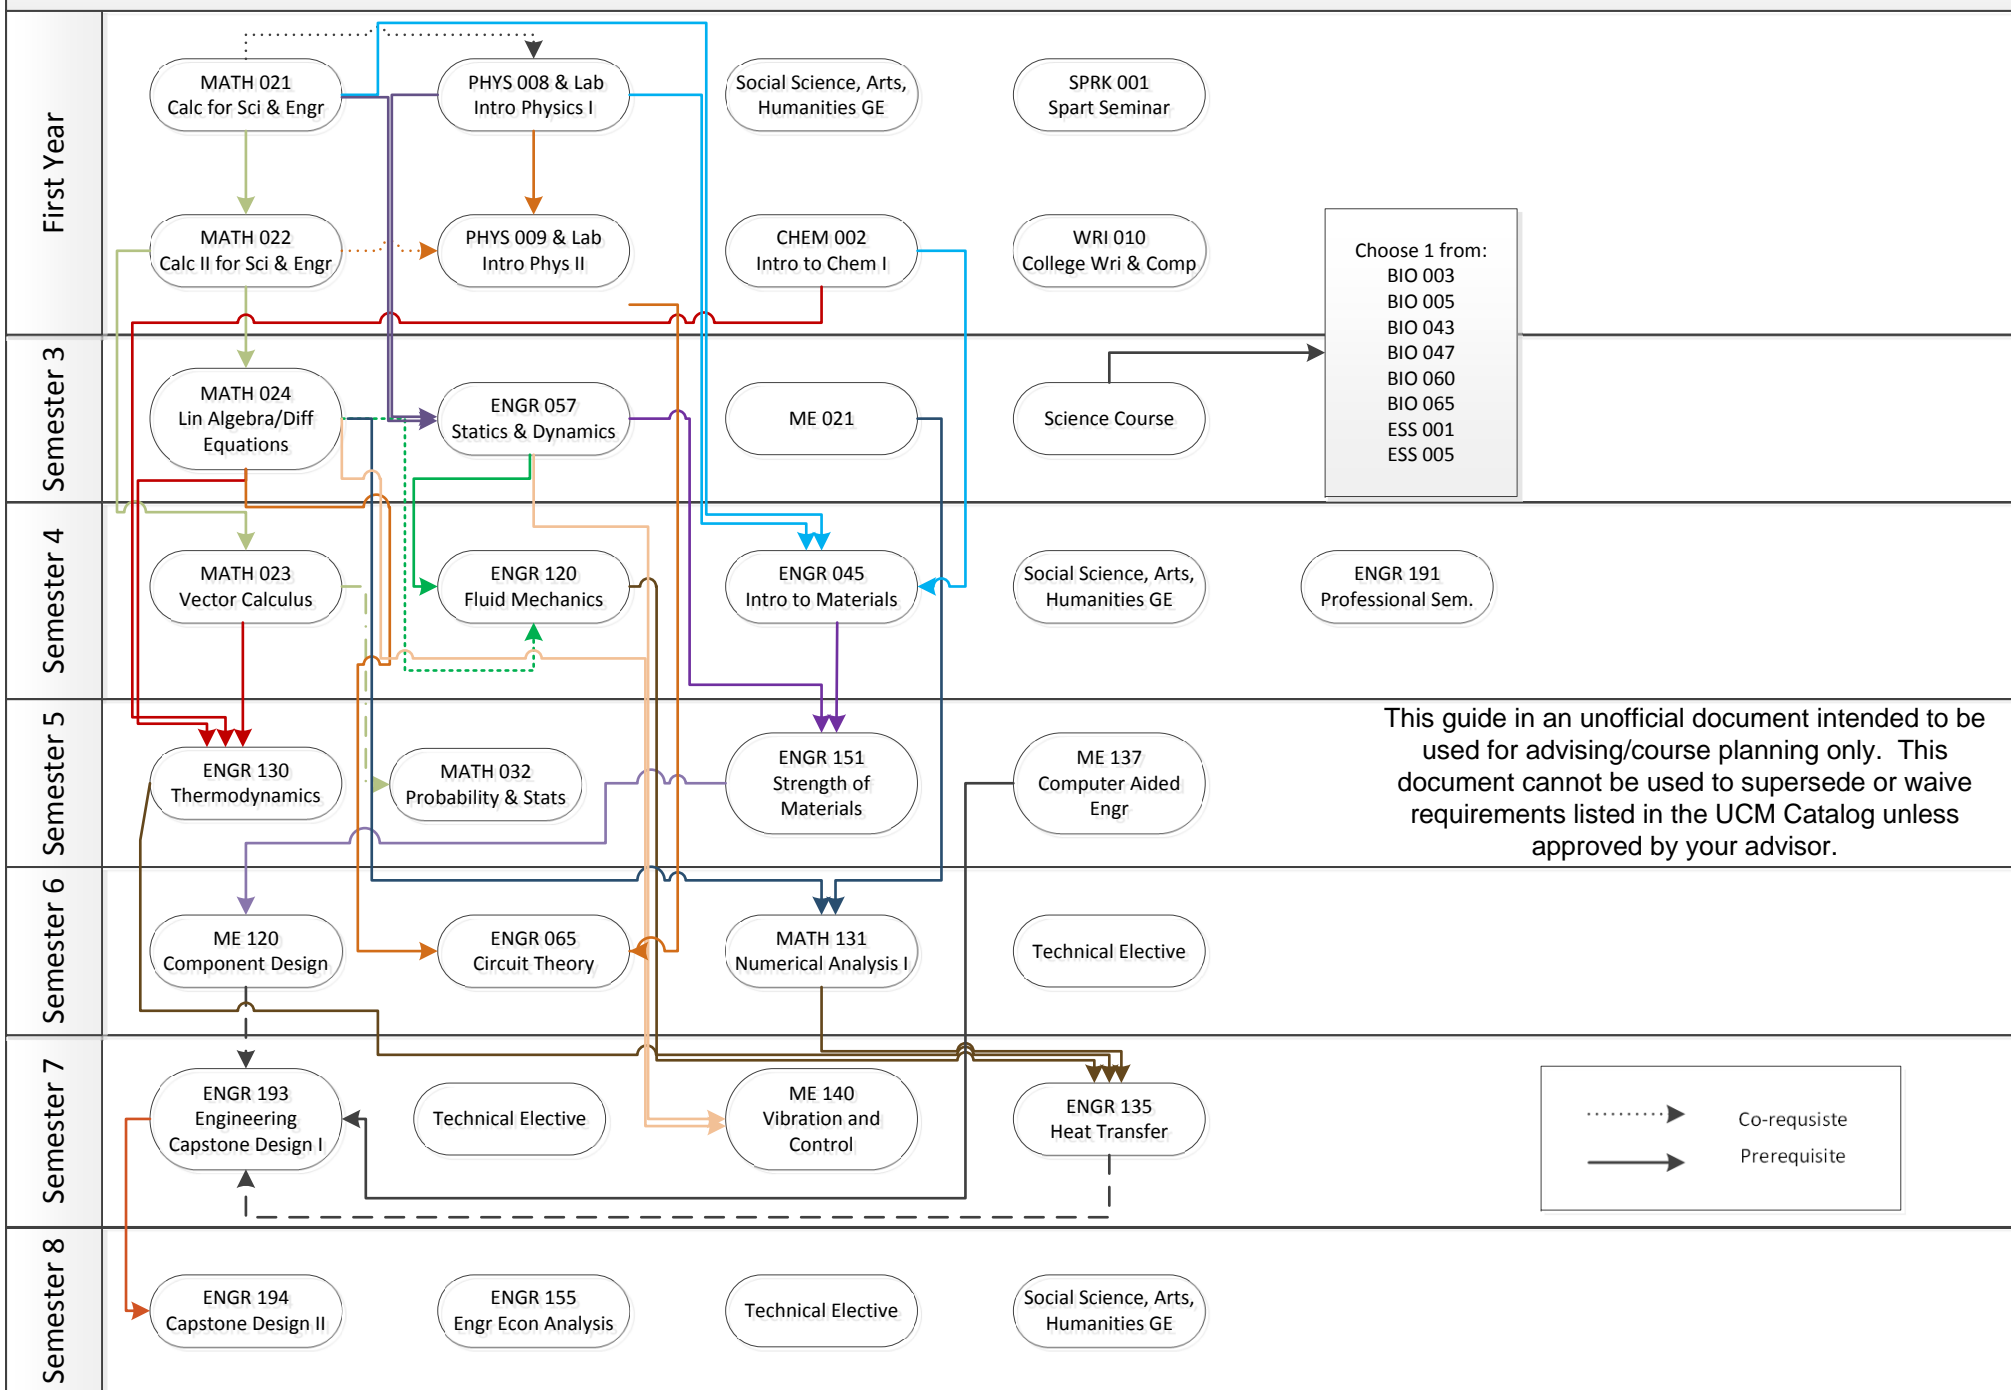 First Year
MATH 021
Calc for Sci & Engr
PHYS 008 & Lab
Intro Physics I
Social Science, Arts,
Humanities GE
SPRK 001
Spart Seminar
MATH 022
Calc II for Sci & Engr
PHYS 009 & Lab
Intro Phys II
CHEM 002
Intro to Chem I
WRI 010
College Wri & Comp
Choose 1 from:
BIO 003
BIO 005
BIO 043
BIO 047
BIO 060
BIO 065
ESS 001
ESS 005
Semester 3
MATH 024
Lin Algebra/Diff
Equations
ENGR 057
Statics & Dynamics
ME 021
Science Course
Semester 4
MATH 023
Vector Calculus
ENGR 120
Fluid Mechanics
ENGR 045
Intro to Materials
Social Science, Arts,
Humanities GE
ENGR 191
Professional Sem.
Semester 5
ENGR 130
Thermodynamics
MATH 032
Probability & Stats
ENGR 151
Strength of
Materials
ME 137
Computer Aided
Engr
This guide in an unofficial document intended to be
used for advising/course planning only. This
document cannot be used to supersede or waive
requirements listed in the UCM Catalog unless
approved by your advisor.
Semester 6
ME 120
Component Design
ENGR 065
Circuit Theory
MATH 131
Numerical Analysis I
Technical Elective
Semester 7
ENGR 193
Engineering
Capstone Design I
Technical Elective
ME 140
Vibration and
Control
ENGR 135
Heat Transfer
Co-requsiste
Prerequisite
Semester 8
ENGR 194
Capstone Design II
ENGR 155
Engr Econ Analysis
Technical Elective
Social Science, Arts,
Humanities GE